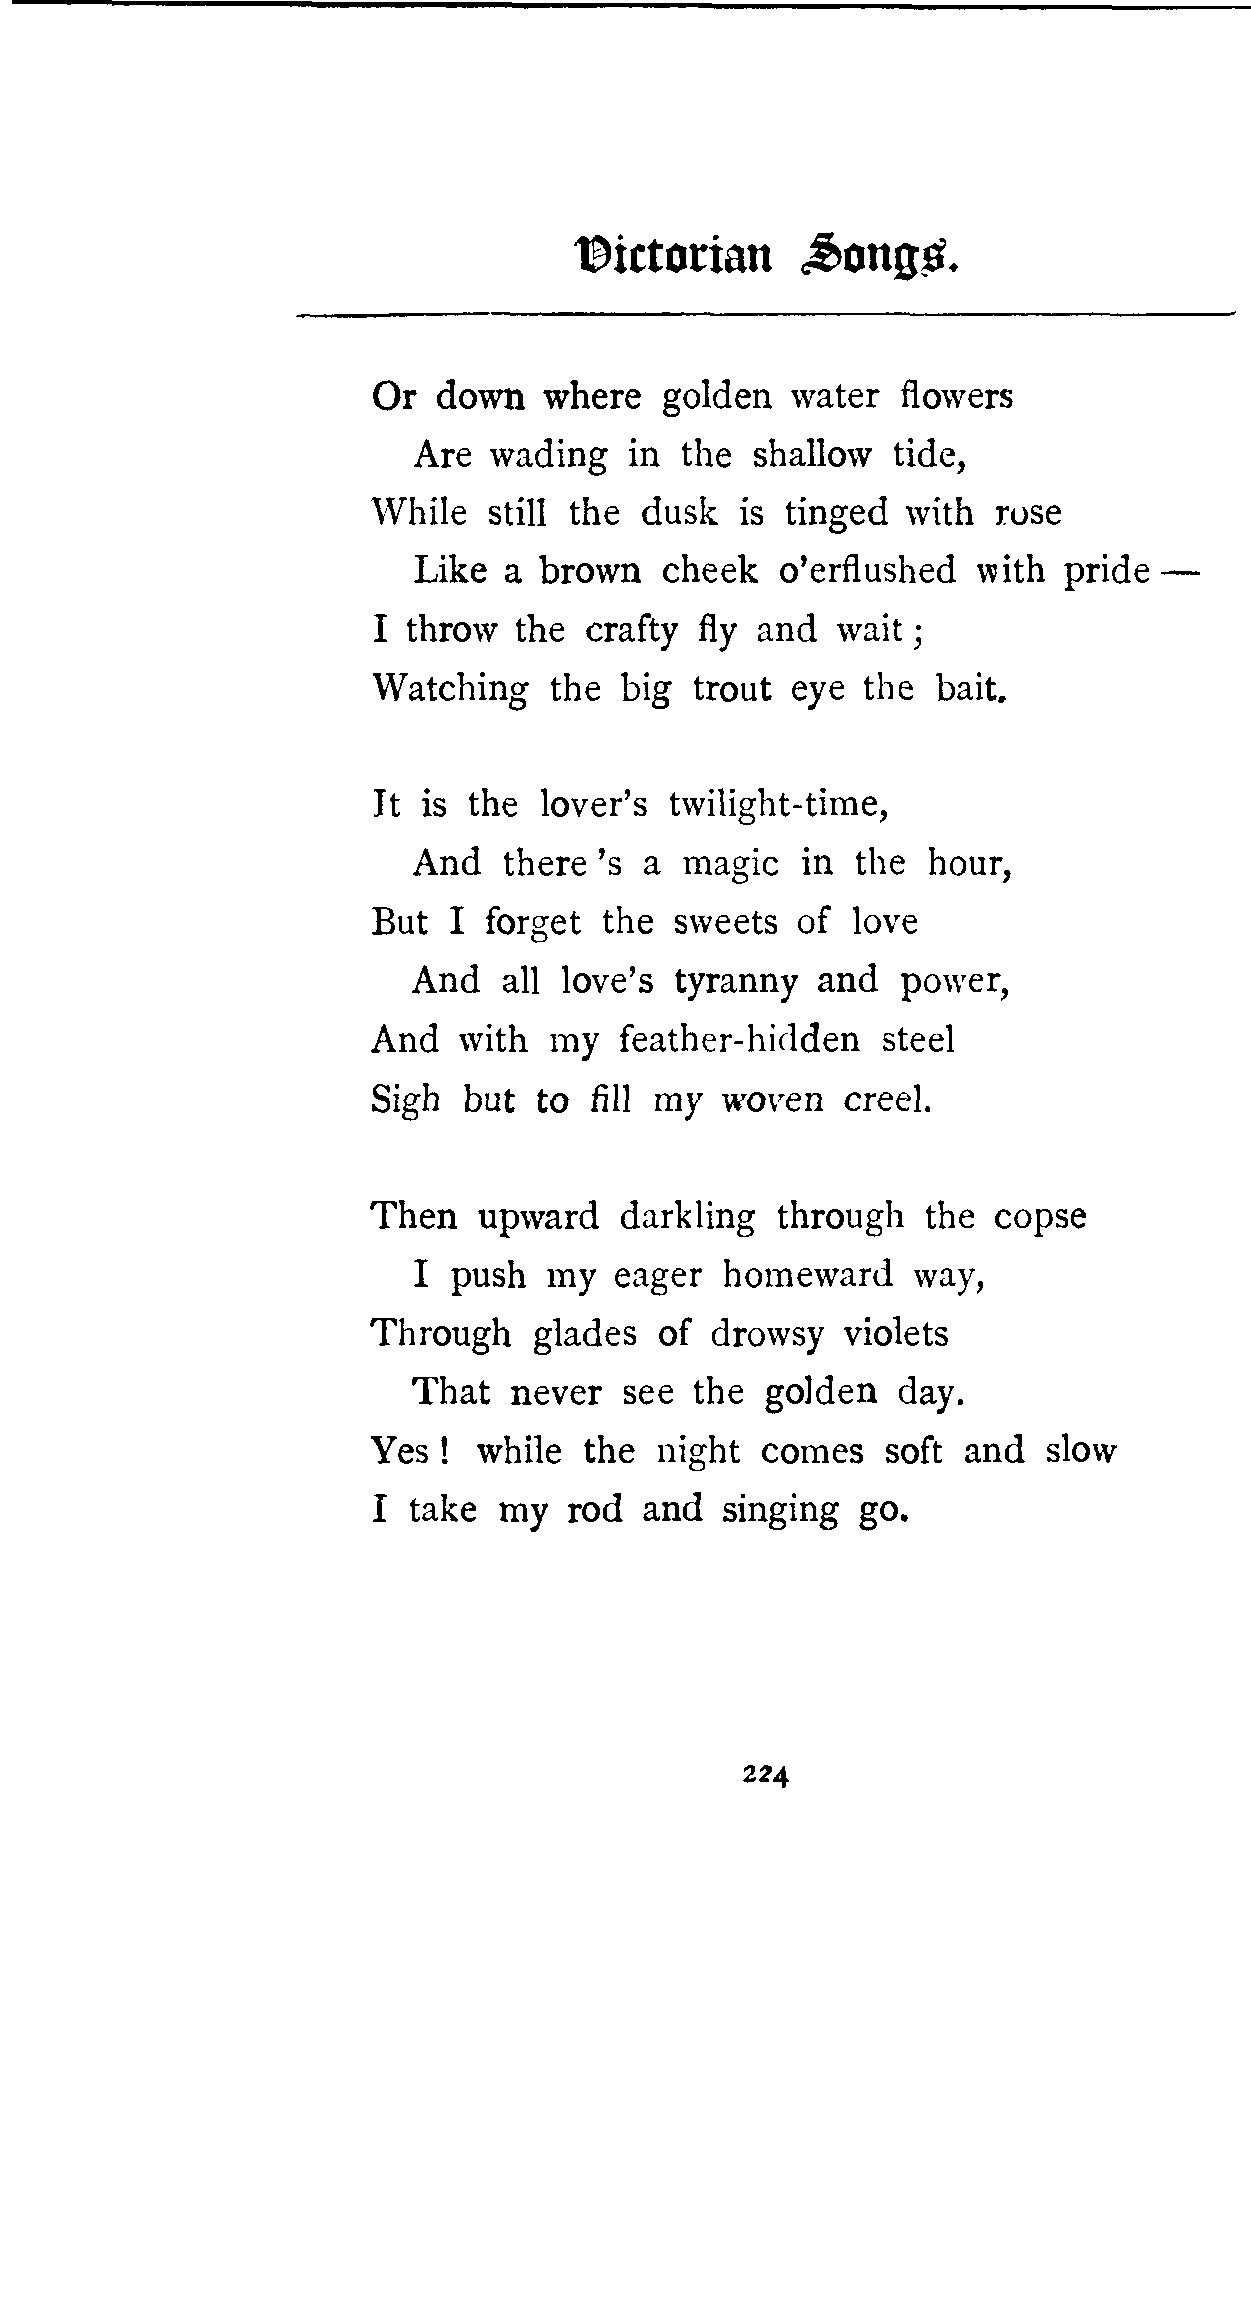 Victorian Songs.
Or down where golden water flowers
Are wading in the shallow tide,
While still the dusk is tinged with rose
Like a brown cheek o'erflushed with pride —
I throw the crafty fly and wait ;
Watching the big trout eye the bait.
It is the lover's twilight-time,
And there 's a magic in the hour,
But I forget the sweets of love
And all love's tyranny and power,
And with my feather-hidden steel
Sigh but to fill my woven creel.
Then upward darkling through the copse
I push my eager homeward way,
Through glades of drowsy violets
That never see the golden day.
Yes ! while the night comes soft and slow
I take my rod and singing go.
224